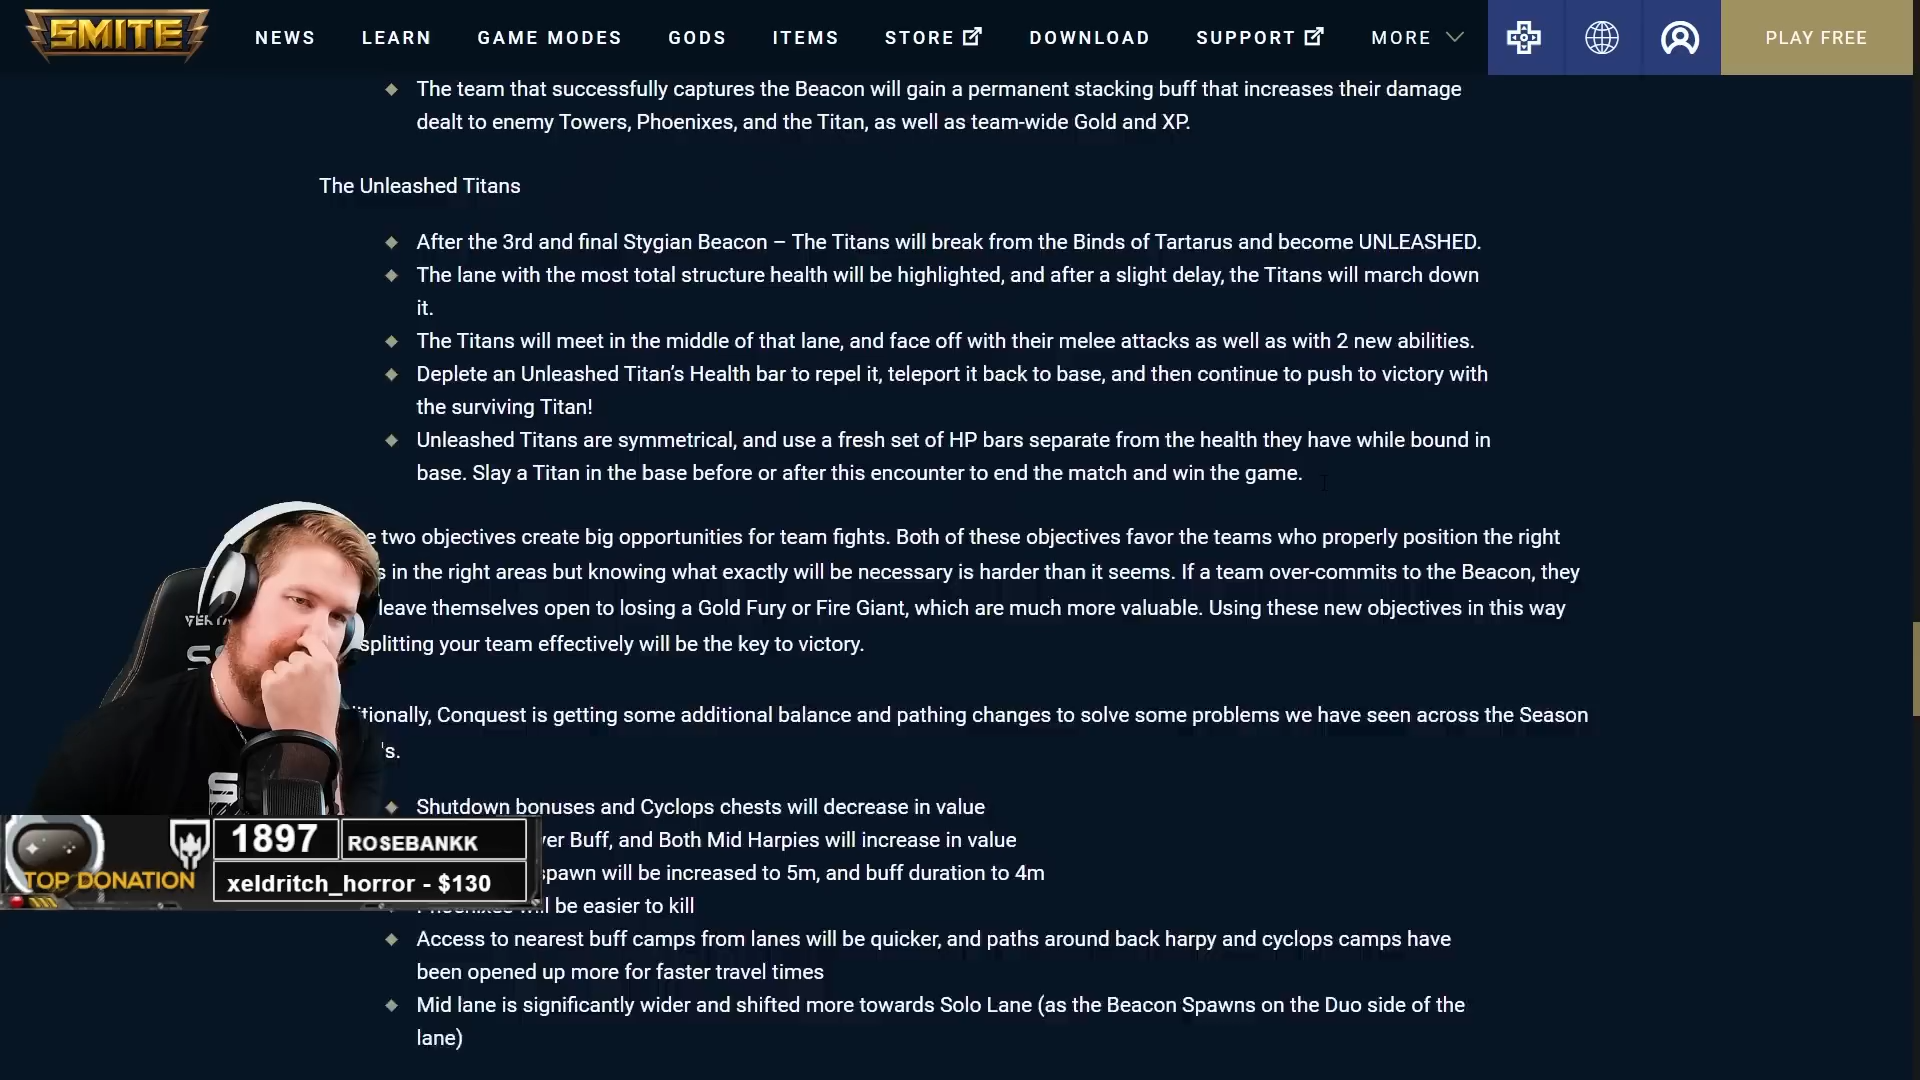 SMITE NEWS LEARN GAME MODES GODS ITEMS STORE DOWNLOAD SUPPORT MORE PLAY FREE
The team that successfully captures the Beacon will gain a permanent stacking buff that increases their damage
dealt to enemy Towers, Phoenixes, and the Titan, as well as team-wide Gold and XP.
The Unleashed Titans
After the 3rd and final Stygian Beacon – The Titans will break from the Binds of Tartarus and become UNLEASHED.
The lane with the most total structure health will be highlighted, and after a slight delay, the Titans will march down
it.
The Titans will meet in the middle of that lane, and face off with their melee attacks as well as with 2 new abilities.
Deplete an Unleashed Titan's Health bar to repel it, teleport it back to base, and then continue to push to victory with
the surviving Titan!
Unleashed Titans are symmetrical, and use a fresh set of HP bars separate from the health they have while bound in
base. Slay a Titan in the base before or after this encounter to end the match and win the game.
two objectives create big opportunities for team fights. Both of these objectives favor the teams who properly position the right
in the right areas but knowing what exactly will be necessary is harder than it seems. If a team over-commits to the Beacon, they
leave themselves open to losing a Gold Fury or Fire Giant, which are much more valuable. Using these new objectives in this way
splitting your team effectively will be the key to victory.
itionally, Conquest is getting some additional balance and pathing changes to solve some problems we have seen across the Season
's.
Shutdown bonuses and Cyclops chests will decrease in value
er Buff, and Both Mid Harpies will increase in value
spawn will be increased to 5m, and buff duration to 4m
Phoenixes will be easier to kill
Access to nearest buff camps from lanes will be quicker, and paths around back harpy and cyclops camps have
been opened up more for faster travel times
Mid lane is significantly wider and shifted more towards Solo Lane (as the Beacon Spawns on the Duo side of the
lane)
1897 ROSEBANKK
TOP DONATION xeldritch_horror - $130